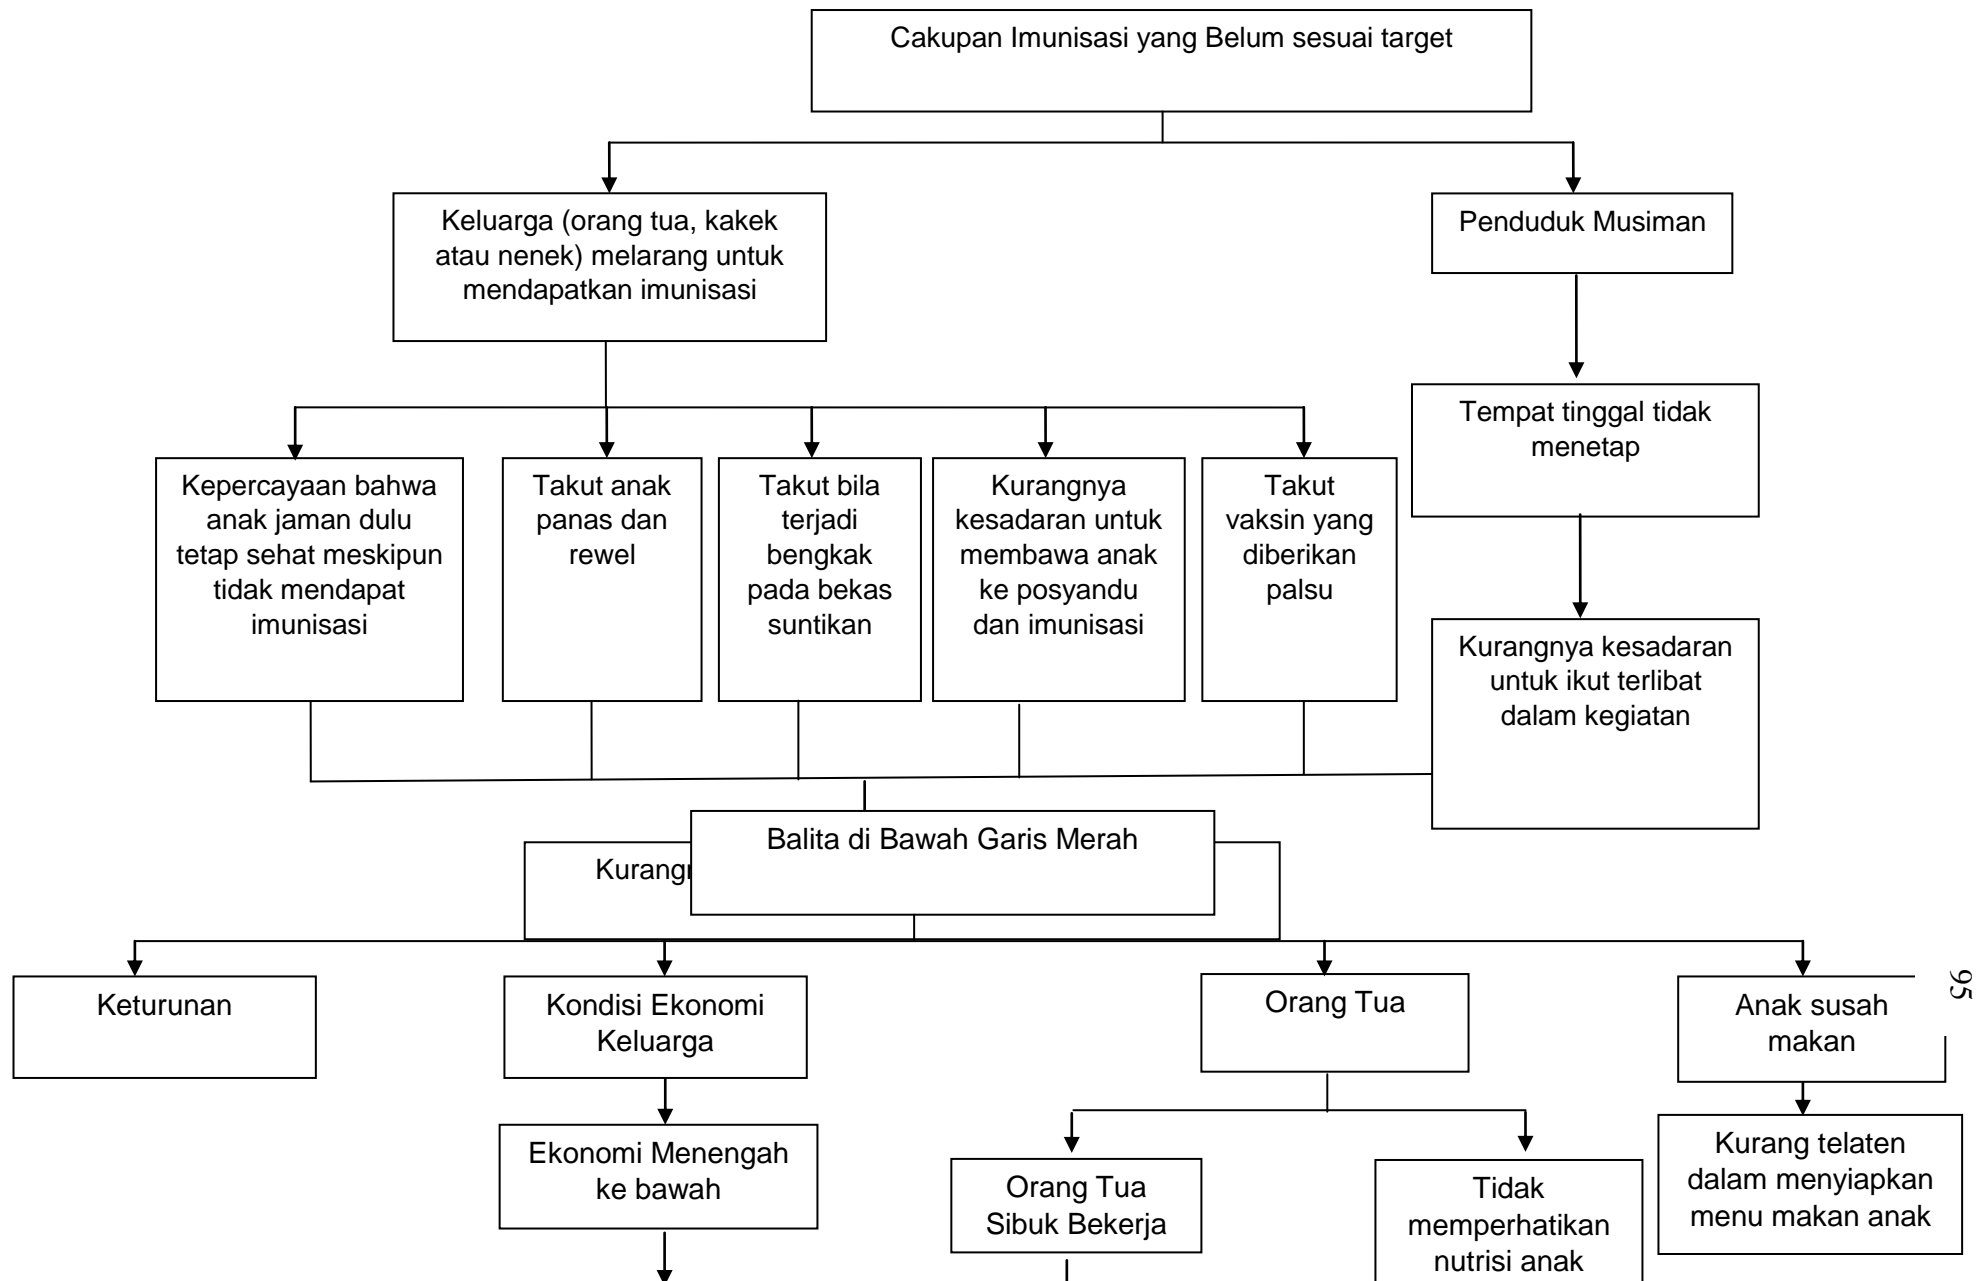 Cakupan Imunisasi yang Belum sesuai target
Keluarga (orang tua, kakek
atau nenek) melarang untuk
mendapatkan imunisasi
Penduduk Musiman
Tempat tinggal tidak
menetap
Kepercayaan bahwa
anak jaman dulu
tetap sehat meskipun
tidak mendapat
imunisasi
Takut anak
panas dan
rewel
Takut bila
terjadi
bengkak
pada bekas
suntikan
Kurangnya
kesadaran untuk
membawa anak
ke posyandu
dan imunisasi
Takut
vaksin yang
diberikan
palsu
Kurangnya kesadaran
untuk ikut terlibat
dalam kegiatan
Balita di Bawah Garis Merah
Keturunan
Kondisi Ekonomi
Keluarga
Orang Tua
Anak susah
makan
95
Ekonomi Menengah
ke bawah
Orang Tua
Sibuk Bekerja
Tidak
memperhatikan
nutrisi anak
Kurang telaten
dalam menyiapkan
menu makan anak